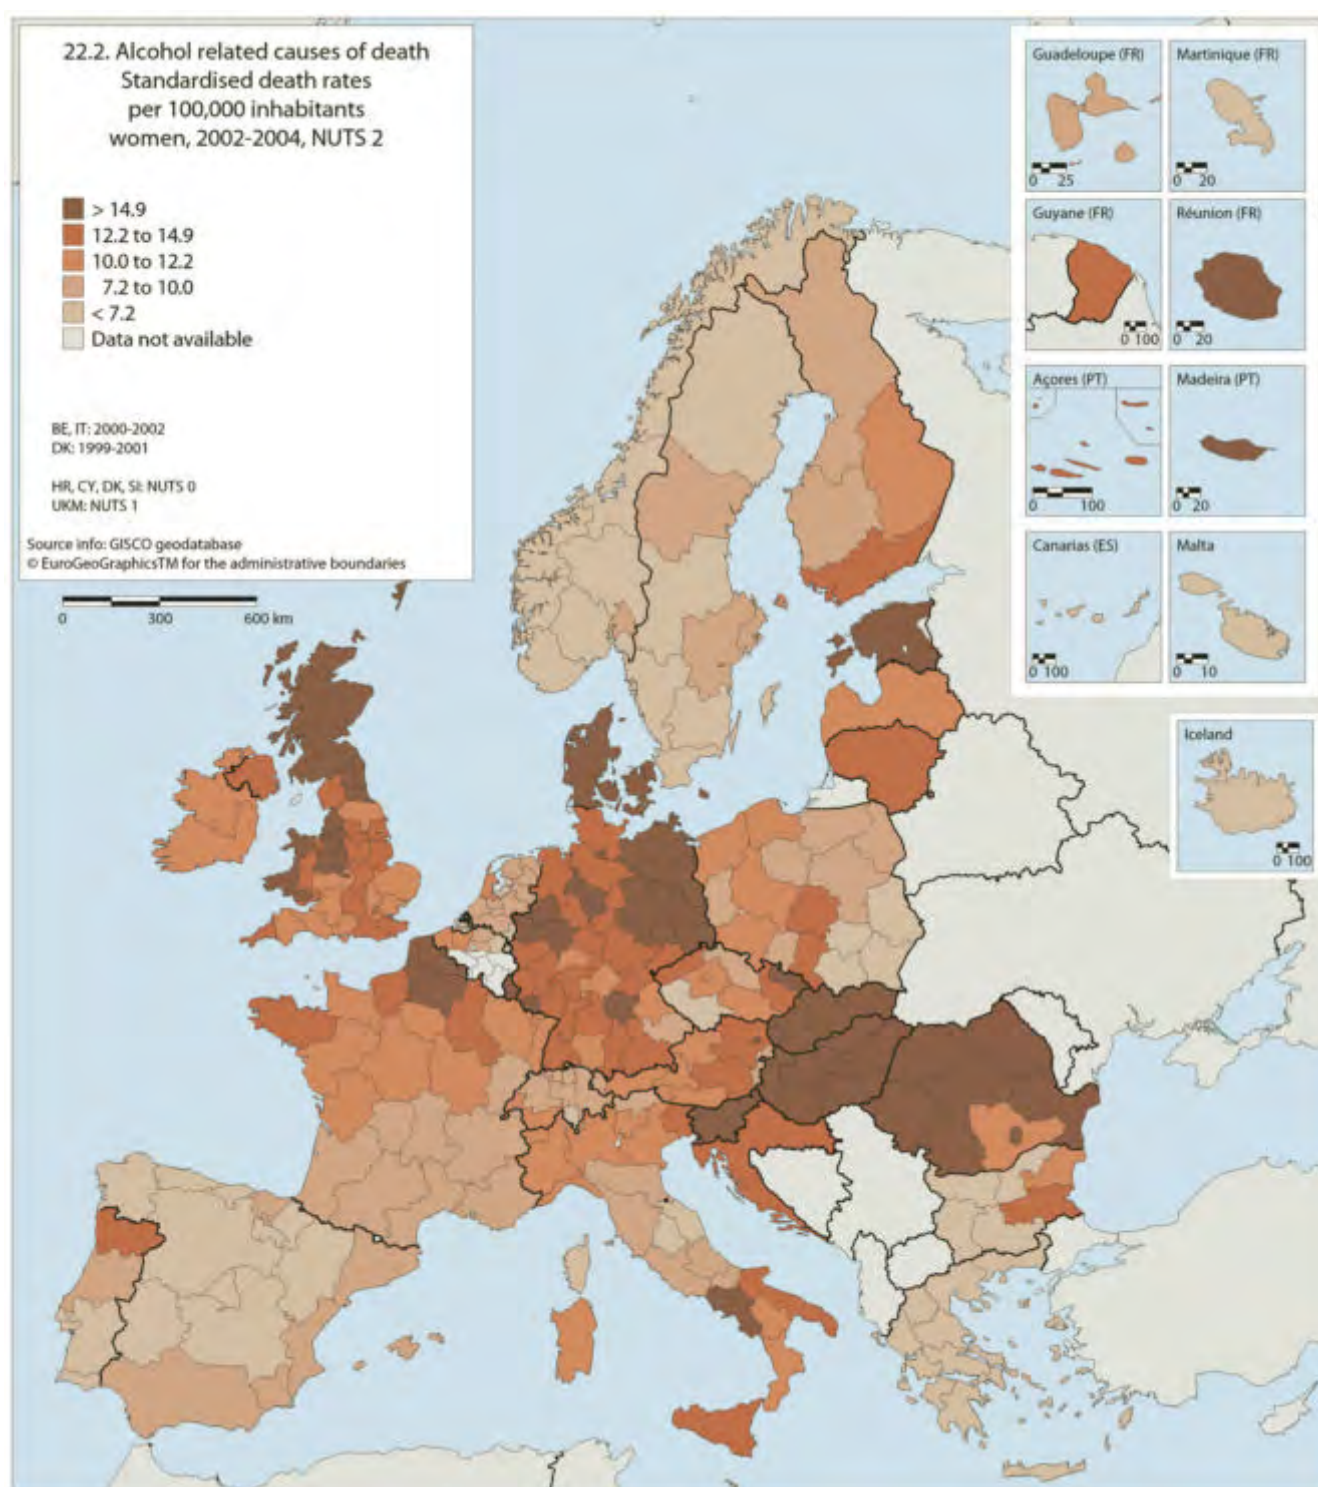 22.2. Alcohol related causes of death
Standardised death rates
per 100,000 inhabitants
women, 2002-2004, NUTS 2
> 14.9
12.2 to 14.9
10.0 to 12.2
7.2 to 10.0
< 7.2
Data not available
BE, IT: 2000-2002
DK: 1999-2001
HR, CY, DK, SI: NUTS 0
UKM: NUTS 1
Source info: GISCO geodatabase
© EuroGeoGraphicsTM for the administrative boundaries
0 300 600 km
Guadeloupe (FR)
0 25
Martinique (FR)
0 20
Guyane (FR)
0 100
Réunion (FR)
0 20
Açores (PT)
0 100
Madeira (PT)
0 20
Canarias (ES)
0 100
Malta
0 10
Iceland
0 100